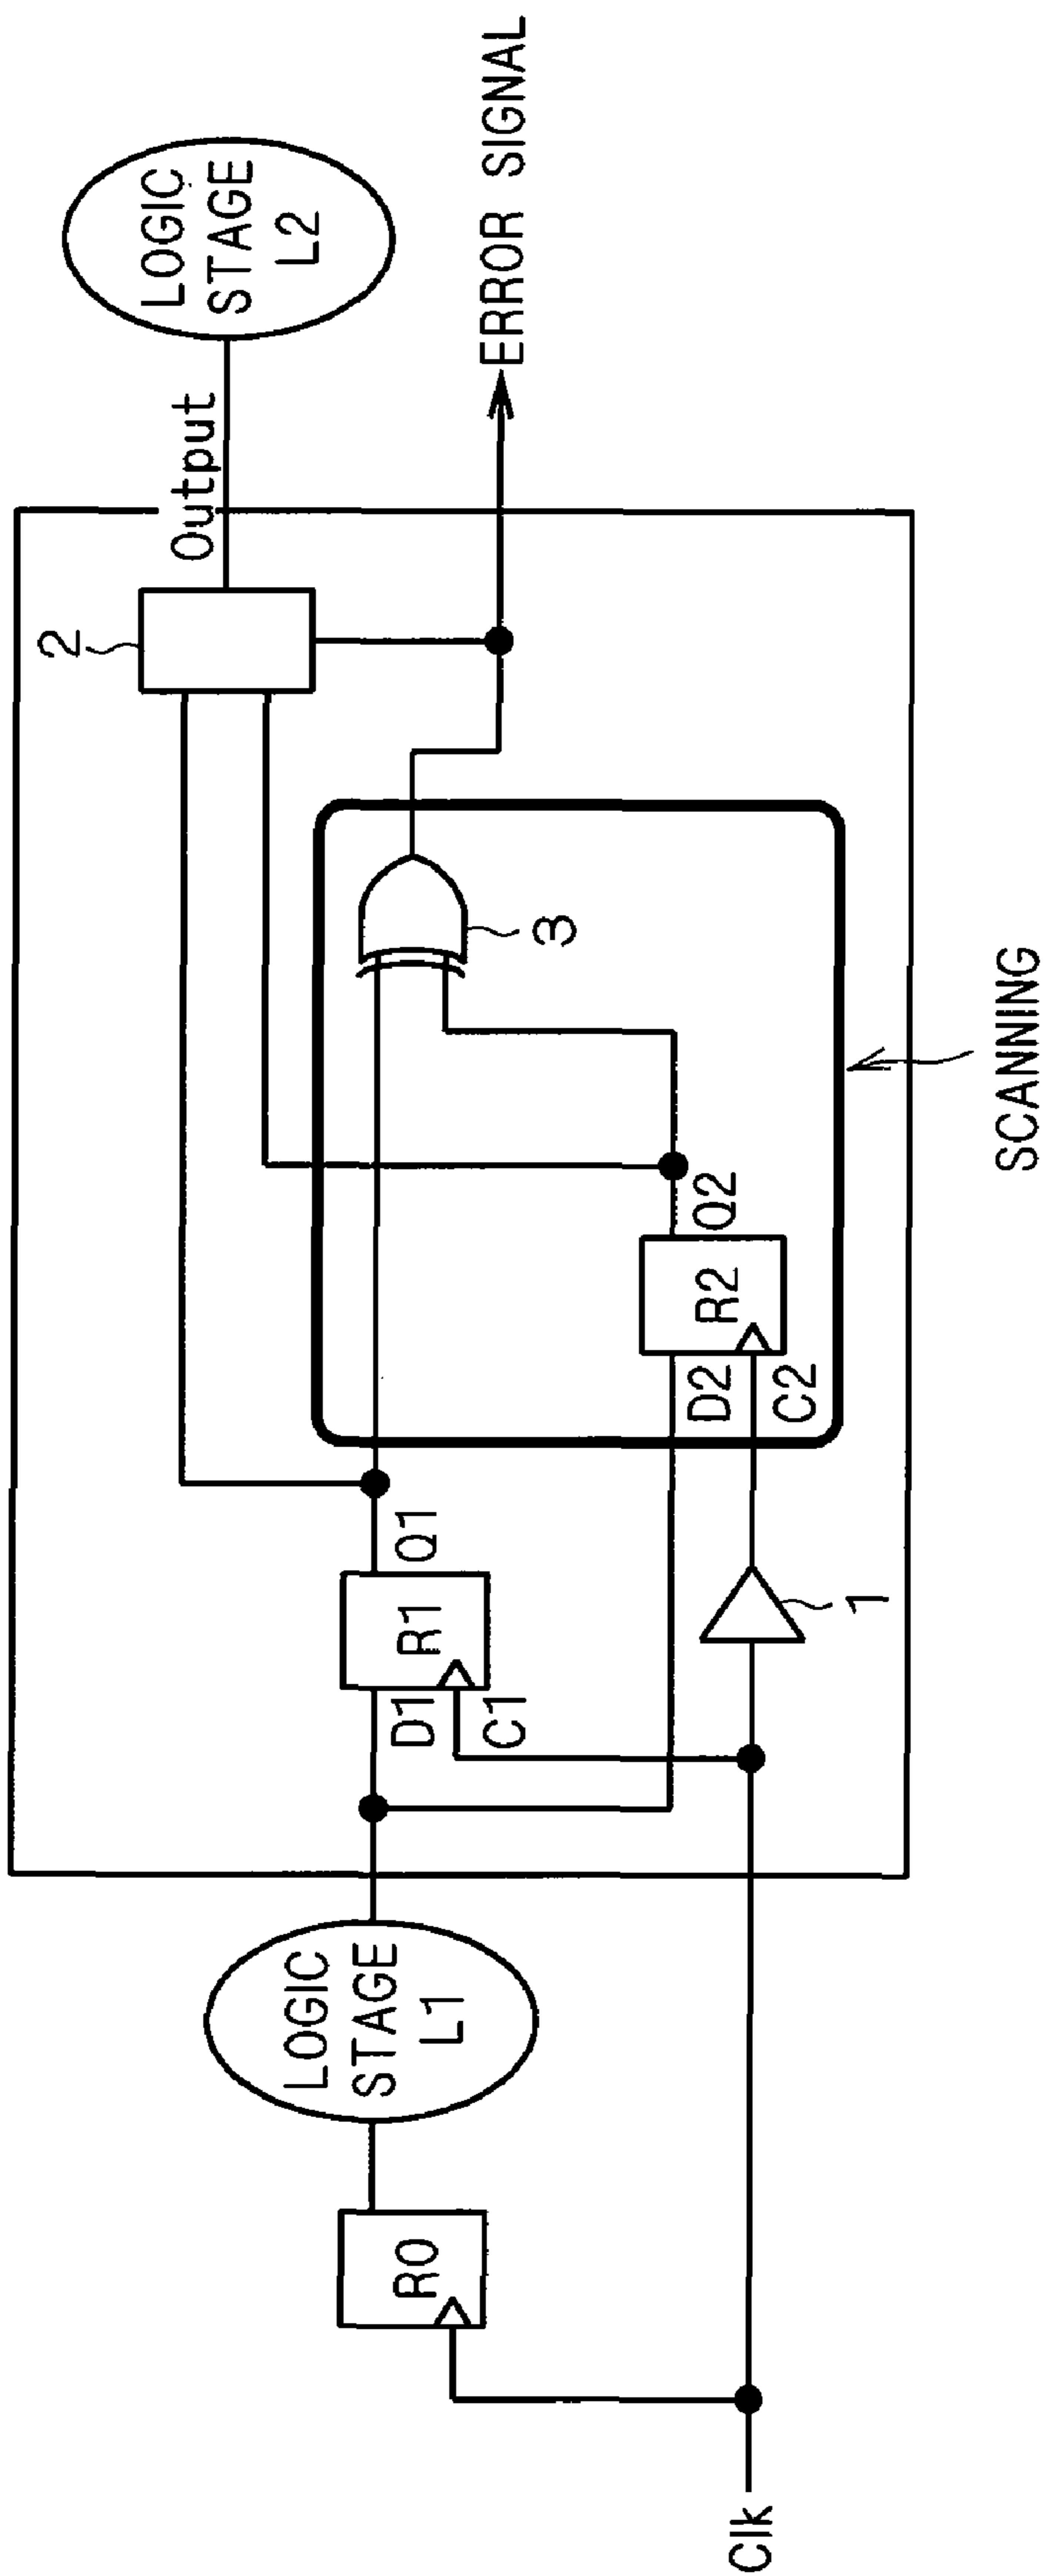 Clk
R0
LOGIC
STAGE
L1
D1
C1
R1
Q1
1
D2
C2
R2
Q2
3
SCANNING
2
Output
LOGIC
STAGE
L2
ERROR SIGNAL